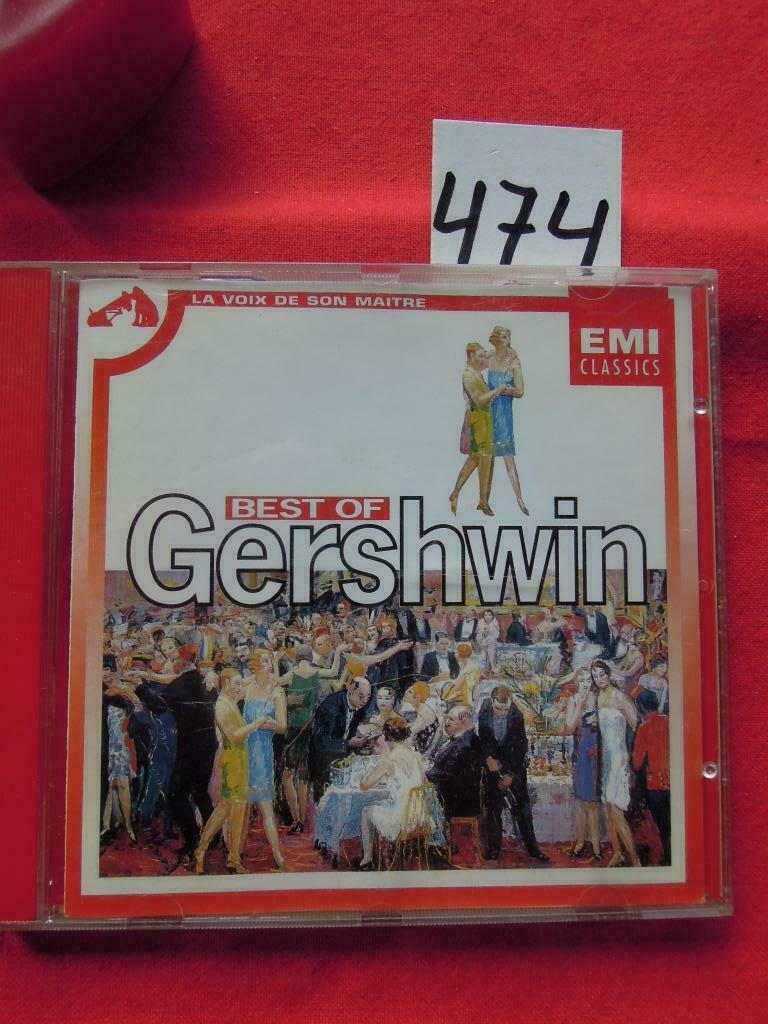 474
LA VOIX DE SON MAITRE
EMI
CLASSICS
BEST OF
Gershwin